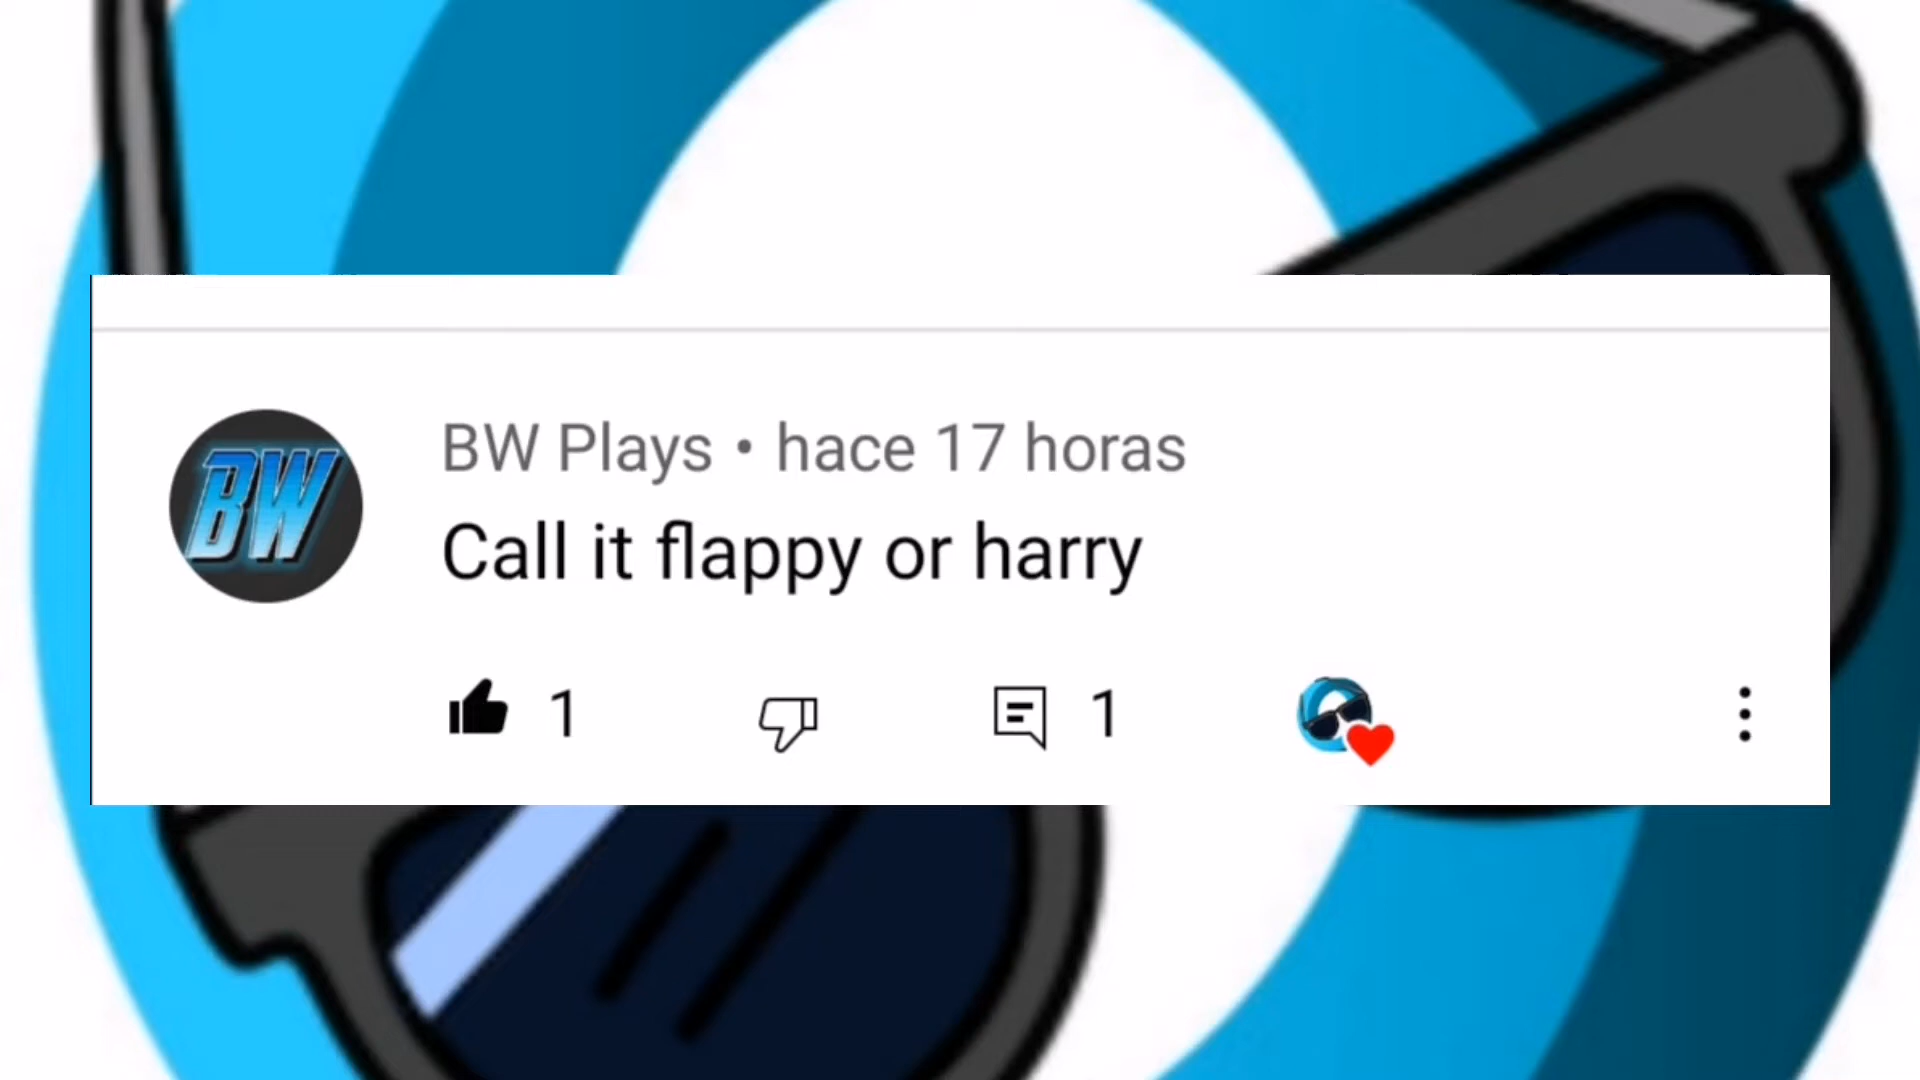 BW
BW Plays • hace 17 horas
Call it flappy or harry
1
1